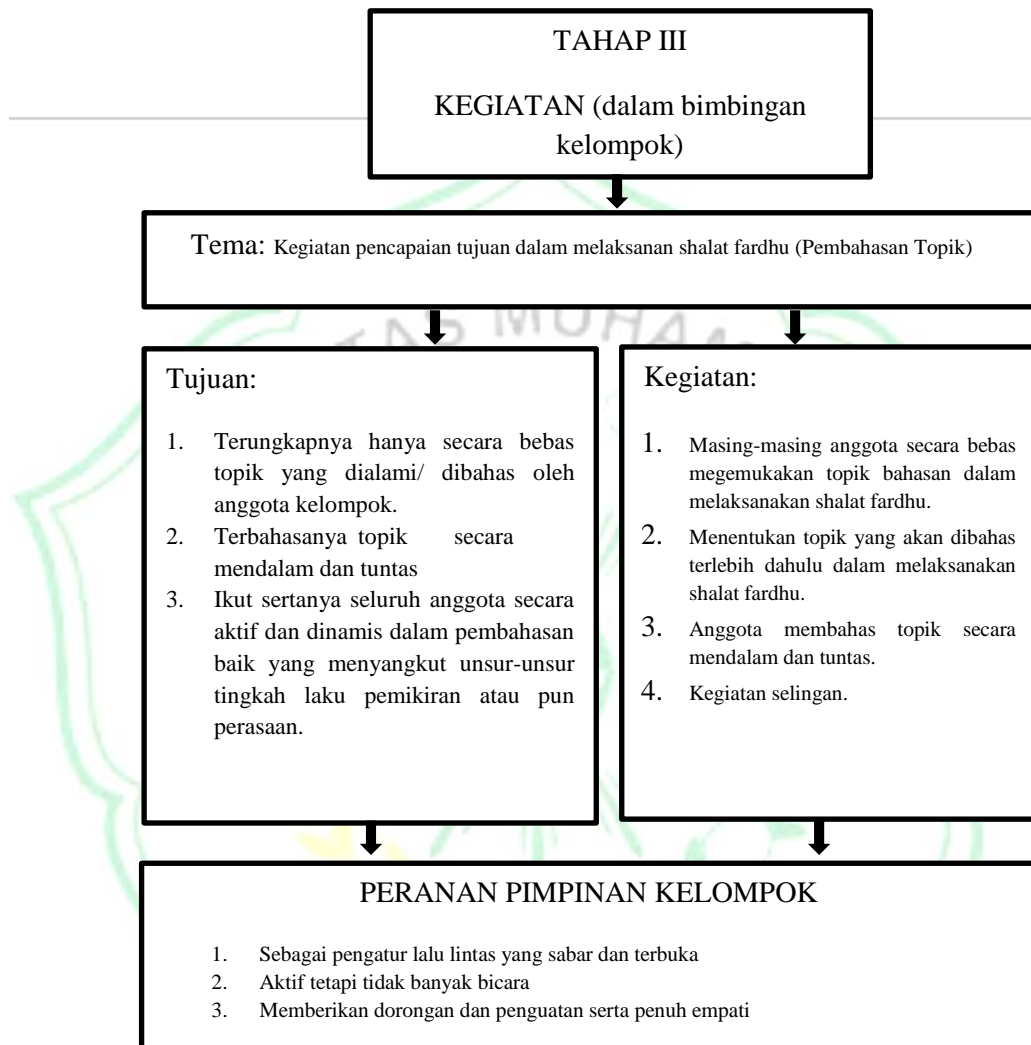 TAHAP III
KEGIATAN (dalam bimbingan
kelompok)
Tema: Kegiatan pencapaian tujuan dalam melaksanan shalat fardhu (Pembahasan Topik)
Tujuan:
1. Terungkapnya hanya secara bebas
topik yang dialami/ dibahas oleh
anggota kelompok.
2. Terbahasanya topik secara
mendalam dan tuntas
3. Ikut sertanya seluruh anggota secara
aktif dan dinamis dalam pembahasan
baik yang menyangkut unsur-unsur
tingkah laku pemikiran atau pun
perasaan.
Kegiatan:
1. Masing-masing anggota secara bebas
megemukakan topik bahasan dalam
melaksanakan shalat fardhu.
2. Menentukan topik yang akan dibahas
terlebih dahulu dalam melaksanakan
shalat fardhu.
3. Anggota membahas topik secara
mendalam dan tuntas.
4. Kegiatan selingan.
PERANAN PIMPINAN KELOMPOK
1. Sebagai pengatur lalu lintas yang sabar dan terbuka
2. Aktif tetapi tidak banyak bicara
3. Memberikan dorongan dan penguatan serta penuh empati